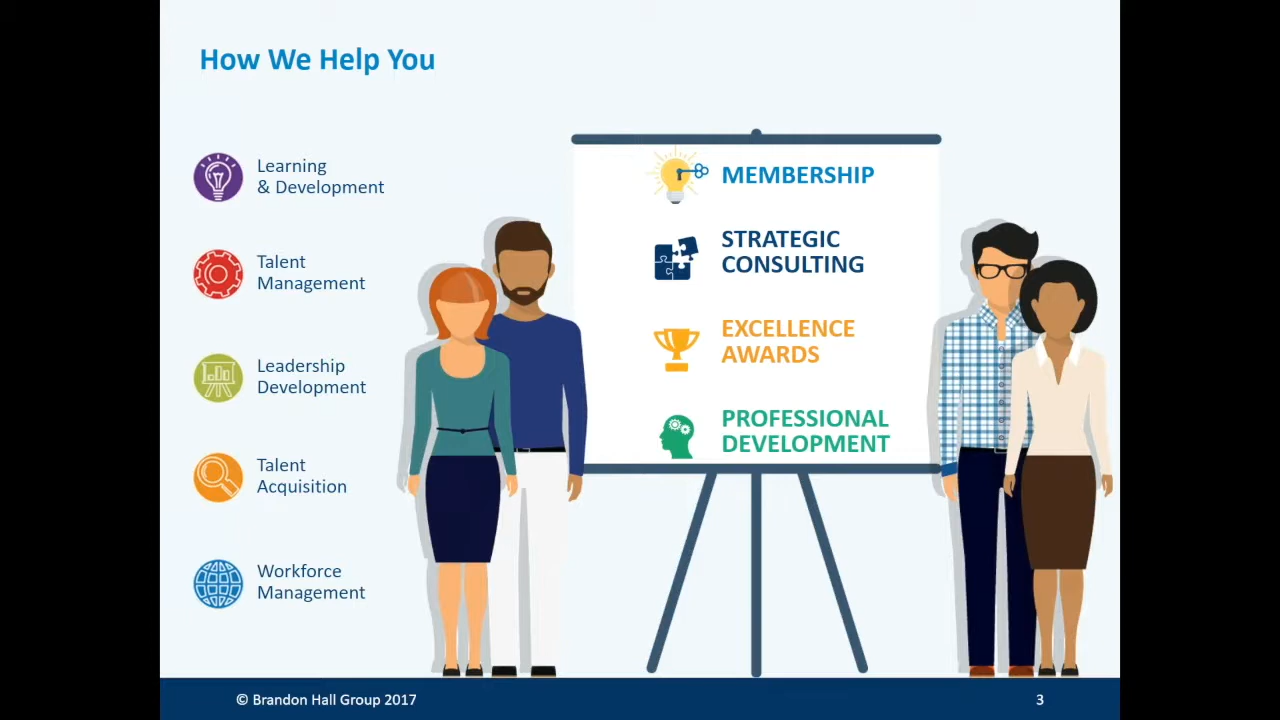 How We Help You
Learning
& Development
Talent
Management
Leadership
Development
Talent
Acquisition
Workforce
Management
MEMBERSHIP
STRATEGIC
CONSULTING
EXCELLENCE
AWARDS
PROFESSIONAL
DEVELOPMENT
© Brandon Hall Group 2017
3